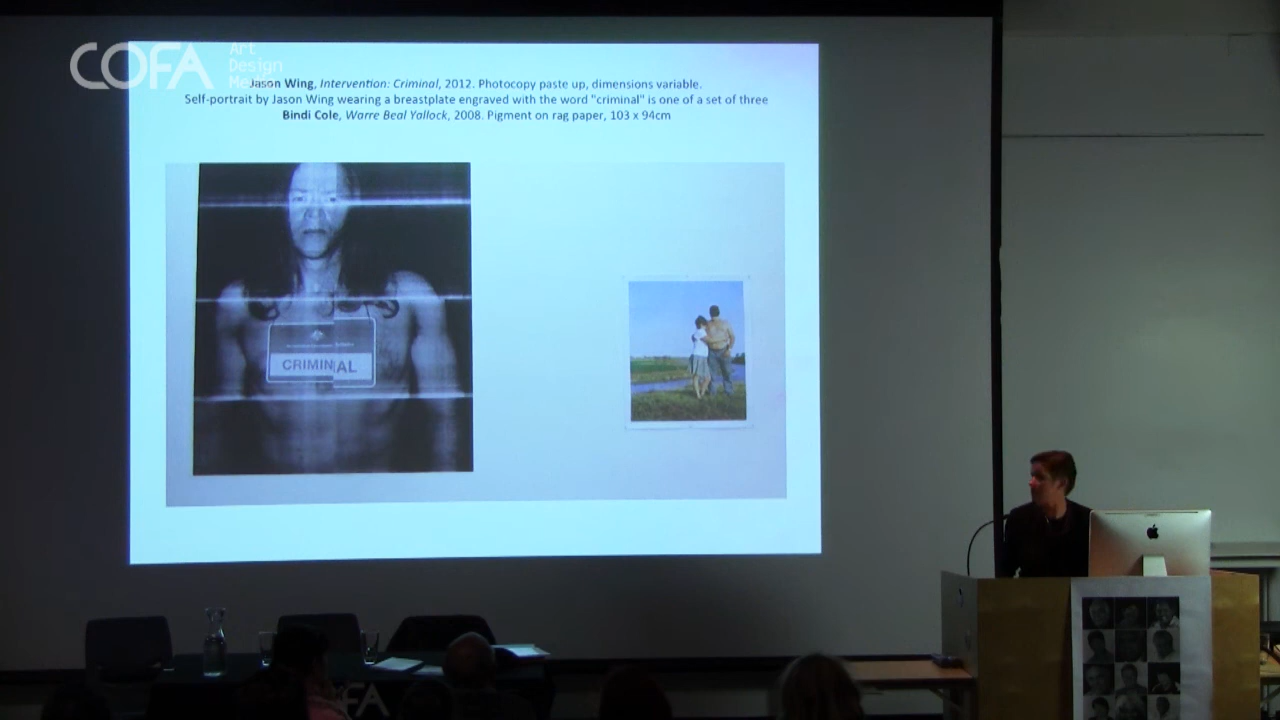 COFA
Art
Design
Jason Wing, Intervention: Criminal, 2012. Photocopy paste up, dimensions variable.
Self-portrait by Jason Wing wearing a breastplate engraved with the word "criminal" is one of a set of three
Bindi Cole, Warre Beal Yallock, 2008. Pigment on rag paper, 103 x 94cm
CRIMINAL